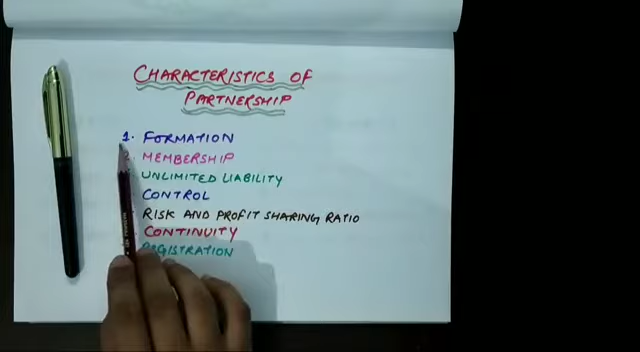 CHARACTERISTICS OF
PARTNERSHIP
1. FORMATION
MEMBERSHIP
UNLIMITED LIABILITY
CONTROL
RISK AND PROFIT SHARING RATIO
CONTINUITY
REGISTRATION